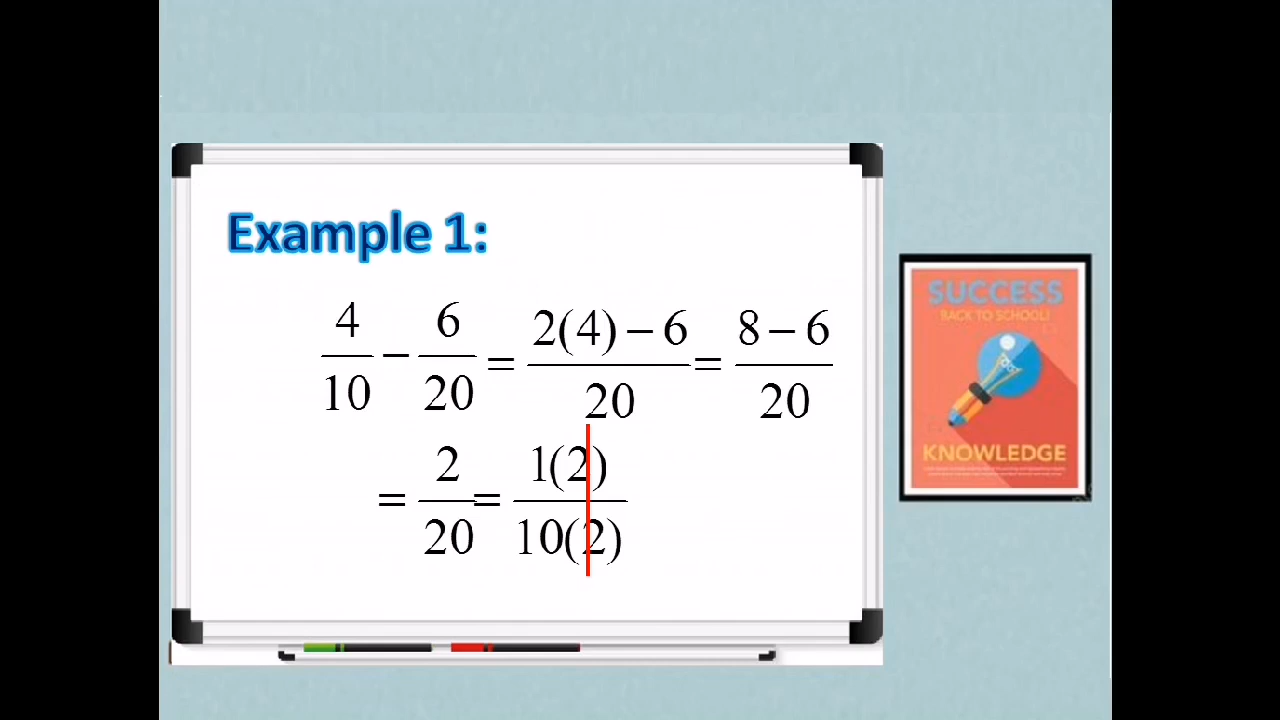 Example 1:
4/10 − 6/20 = 2(4) − 6/20 = 8 − 6/20
= 2/20 = 1(2)/10(2)
SUCCESS
BACK TO SCHOOL!
KNOWLEDGE